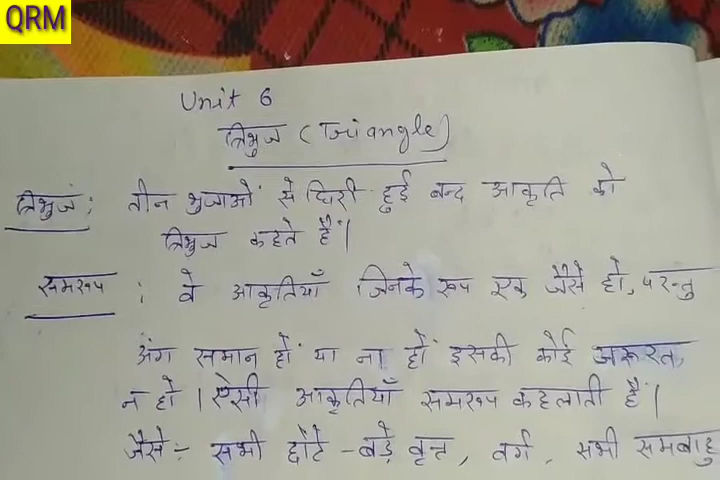 QRM
Unit 6
त्रिभुज (Triangle)
त्रिभुज : तीन भुजाओं से घिरी हुई बन्द आकृति को
त्रिभुज कहते हैं।
समरूप : वे आकृतियाँ जिनके रूप एक जैसे हो, परन्तु
अंग समान हों या ना हों इसकी कोई जरूरत
न हो। ऐसी आकृतियाँ समरूप कहलाती हैं।
जैसे :- सभी छोटे - बड़े वृत्त, वर्ग, सभी समबाहु